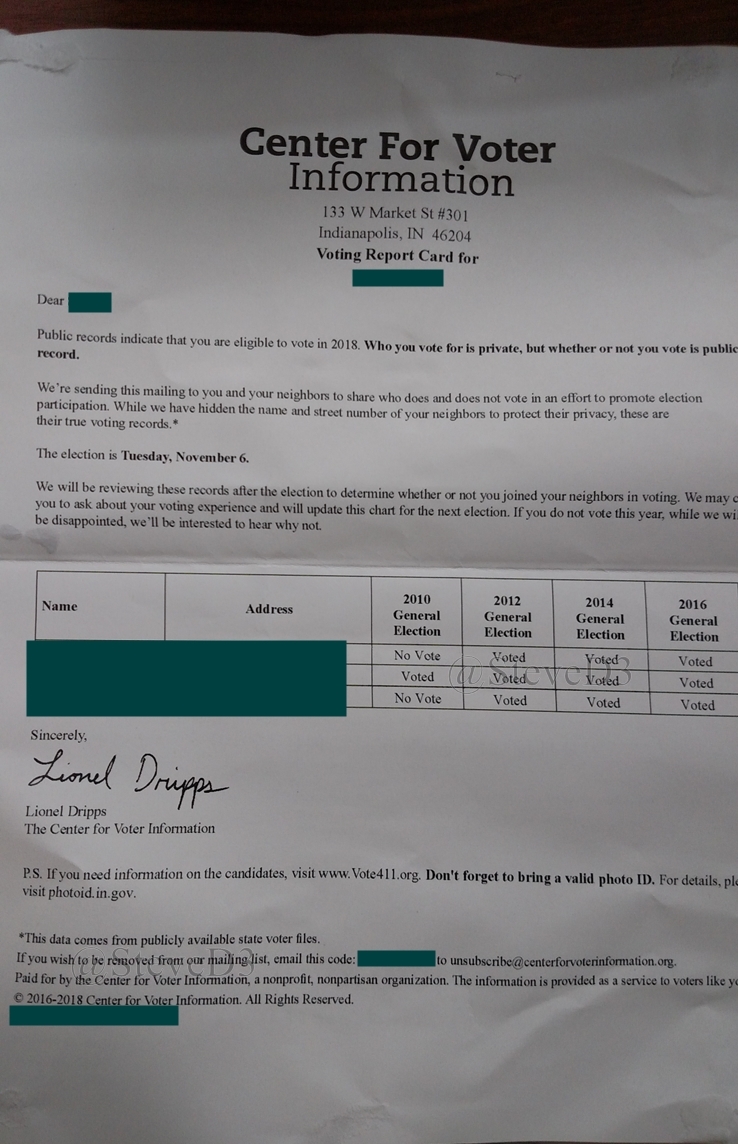 Center For Voter
Information
133 W Market St #301
Indianapolis, IN 46204
Voting Report Card for
Dear
Public records indicate that you are eligible to vote in 2018. Who you vote for is private, but whether or not you vote is public
record.
We're sending this mailing to you and your neighbors to share who does and does not vote in an effort to promote election
participation. While we have hidden the name and street number of your neighbors to protect their privacy, these are
their true voting records.*
The election is Tuesday, November 6.
We will be reviewing these records after the election to determine whether or not you joined your neighbors in voting. We may
you to ask about your voting experience and will update this chart for the next election. If you do not vote this year, while we
be disappointed, we'll be interested to hear why not.
Name Address 2010 General Election 2012 General Election 2014 General Election 2016 General Election
No Vote Voted Voted Voted
Voted Voted Voted Voted
No Vote Voted Voted Voted
@SteveD3
Sincerely,
Lionel Dripps
Lionel Dripps
The Center for Voter Information
P.S. If you need information on the candidates, visit www.Vote411.org. Don't forget to bring a valid photo ID. For details,
visit photoid.in.gov.
*This data comes from publicly available state voter files.
If you wish to be removed from our mailing list, email this code: to unsubscribe@centerforvoterinformation.org.
@SteveD3
Paid for by the Center for Voter Information, a nonprofit, nonpartisan organization. The information is provided as a service to voters like
© 2016-2018 Center for Voter Information. All Rights Reserved.